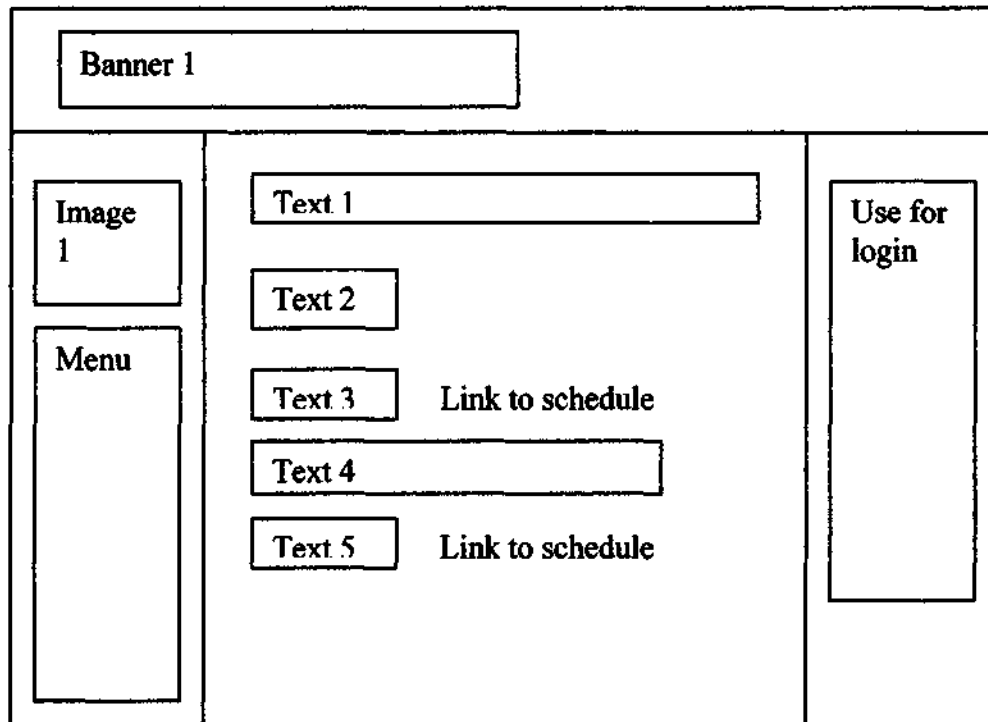 Banner 1
Image
1
Menu
Text 1
Text 2
Text 3 Link to schedule
Text 4
Text 5 Link to schedule
Use for
login